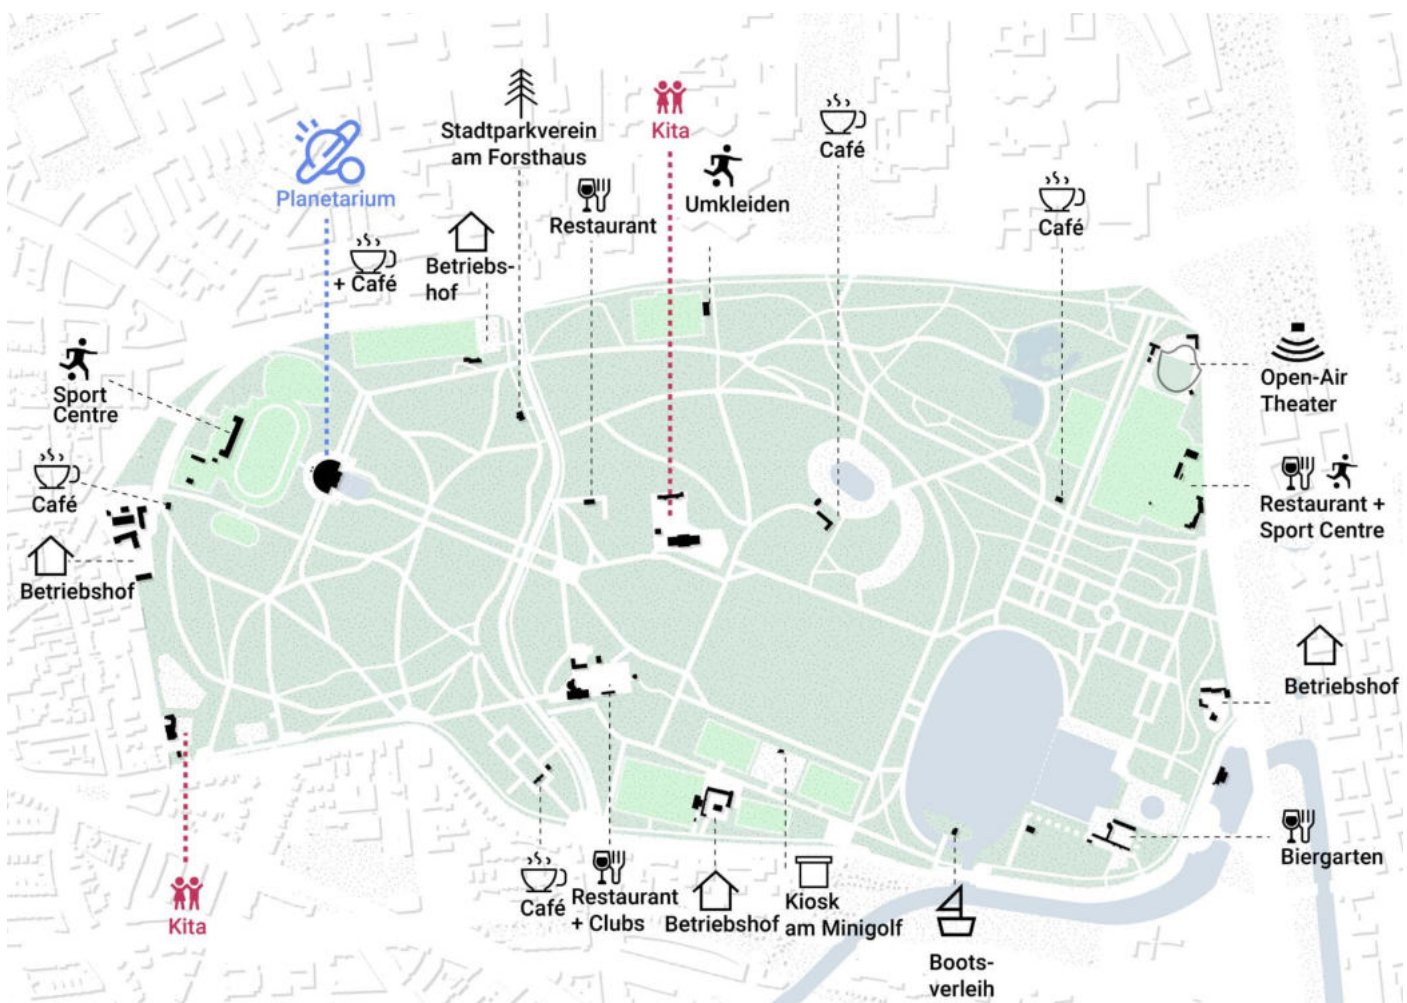 Stadtparkverein
am Forsthaus
Kita
Café
Planetarium
Restaurant
Umkleiden
Café
+ Café
Betriebs-
hof
Sport
Centre
Open-Air
Theater
Café
Restaurant +
Sport Centre
Betriebshof
Betriebshof
Biergarten
Kita
Café
Restaurant
+ Clubs
Betriebshof
Kiosk
am Minigolf
Boots-
verleih